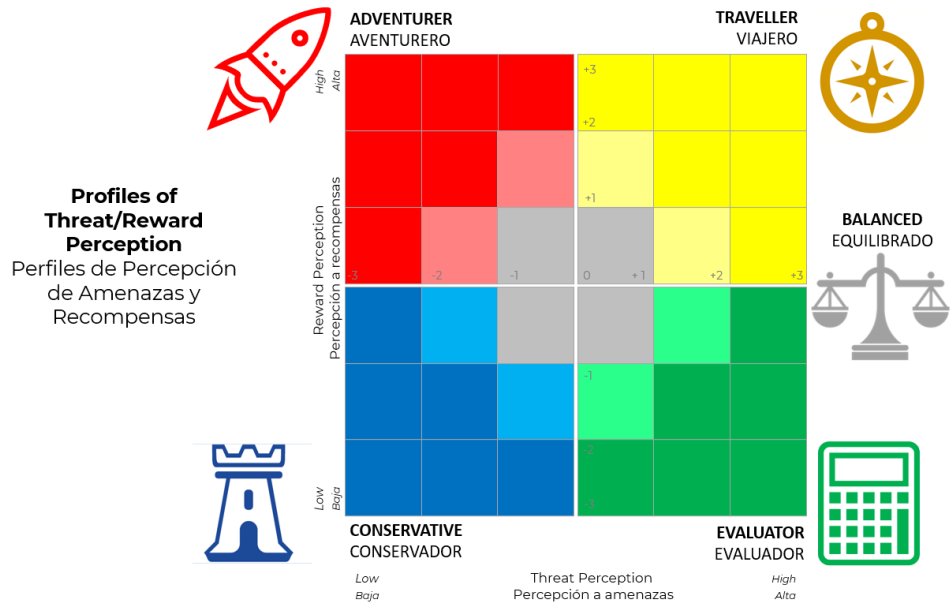 ADVENTURER
AVENTURERO
TRAVELLER
VIAJERO
High
Alta
+3
+2
+1
Profiles of
Threat/Reward
Perception
Perfiles de Percepción
de Amenazas y
Recompensas
Reward Perception
Percepción a recompensas
BALANCED
EQUILIBRADO
-3 -2 -1 0 +1 +2 +3
-1
-2
-3
Low
Baja
CONSERVATIVE
CONSERVADOR
EVALUATOR
EVALUADOR
Low
Baja
Threat Perception
Percepción a amenazas
High
Alta